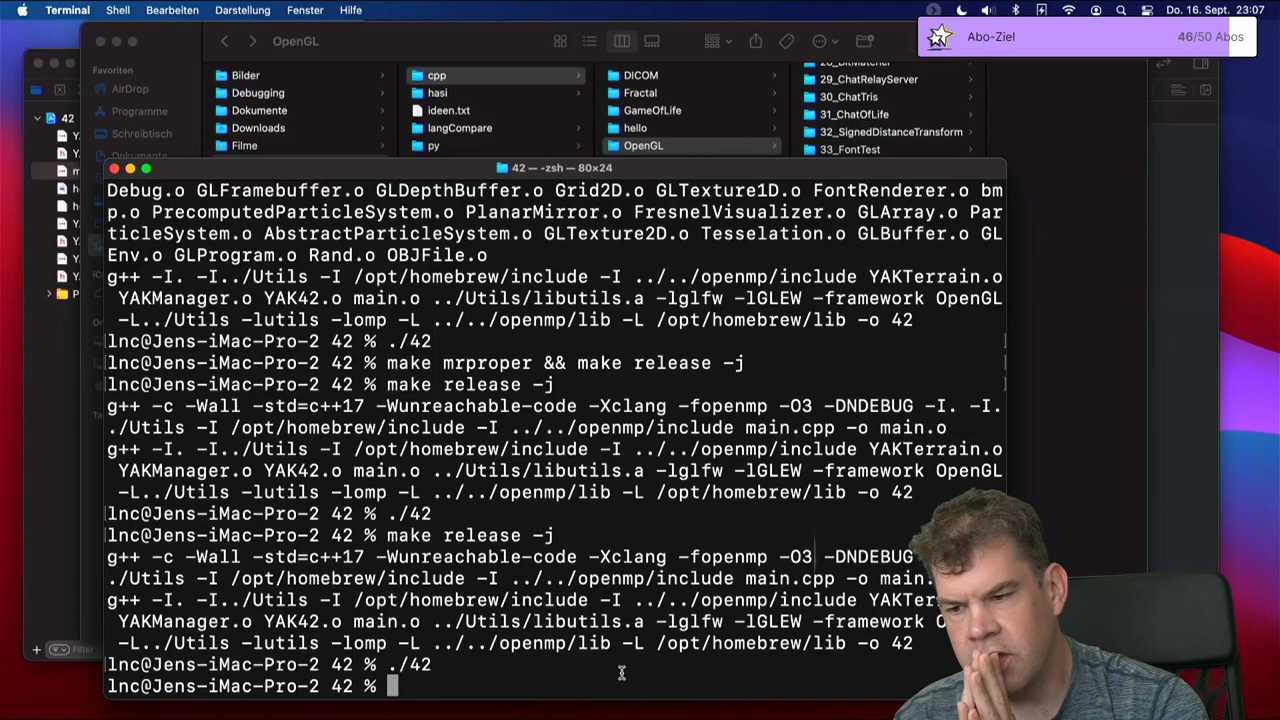 Terminal Shell Bearbeiten Darstellung Fenster Hilfe Do. 16. Sept. 23:07
Abo-Ziel 46/50 Abos
OpenGL
Favoriten
AirDrop
Programme
Schreibtisch
Dokumente
Bilder
Debugging
Dokumente
Downloads
Filme
cpp
hasi
ideen.txt
langCompare
py
DICOM
Fractal
GameOfLife
hello
OpenGL
28_BitMatcher
29_ChatRelayServer
30_ChatTris
31_ChatOfLife
32_SignedDistanceTransform
33_FontTest
42
42 — -zsh — 80×24
Debug.o GLFramebuffer.o GLDepthBuffer.o Grid2D.o GLTexture1D.o FontRenderer.o bm
p.o PrecomputedParticleSystem.o PlanarMirror.o FresnelVisualizer.o GLArray.o Par
ticleSystem.o AbstractParticleSystem.o GLTexture2D.o Tesselation.o GLBuffer.o GL
Env.o GLProgram.o Rand.o OBJFile.o
g++ -I. -I../Utils -I /opt/homebrew/include -I ../../openmp/include YAKTerrain.o
YAKManager.o YAK42.o main.o ../Utils/libutils.a -lglfw -lGLEW -framework OpenGL
-L../Utils -lutils -lomp -L ../../openmp/lib -L /opt/homebrew/lib -o 42
lnc@Jens-iMac-Pro-2 42 % ./42
lnc@Jens-iMac-Pro-2 42 % make mrproper && make release -j
lnc@Jens-iMac-Pro-2 42 % make release -j
g++ -c -Wall -std=c++17 -Wunreachable-code -Xclang -fopenmp -O3 -DNDEBUG -I. -I.
./Utils -I /opt/homebrew/include -I ../../openmp/include main.cpp -o main.o
g++ -I. -I../Utils -I /opt/homebrew/include -I ../../openmp/include YAKTerrain.o
YAKManager.o YAK42.o main.o ../Utils/libutils.a -lglfw -lGLEW -framework OpenGL
-L../Utils -lutils -lomp -L ../../openmp/lib -L /opt/homebrew/lib -o 42
lnc@Jens-iMac-Pro-2 42 % ./42
lnc@Jens-iMac-Pro-2 42 % make release -j
g++ -c -Wall -std=c++17 -Wunreachable-code -Xclang -fopenmp -O3 -DNDEBUG
./Utils -I /opt/homebrew/include -I ../../openmp/include main.cpp -o main.
g++ -I. -I../Utils -I /opt/homebrew/include -I ../../openmp/include YAKTer
YAKManager.o YAK42.o main.o ../Utils/libutils.a -lglfw -lGLEW -framework
-L../Utils -lutils -lomp -L ../../openmp/lib -L /opt/homebrew/lib -o 42
lnc@Jens-iMac-Pro-2 42 % ./42
lnc@Jens-iMac-Pro-2 42 %
Filter